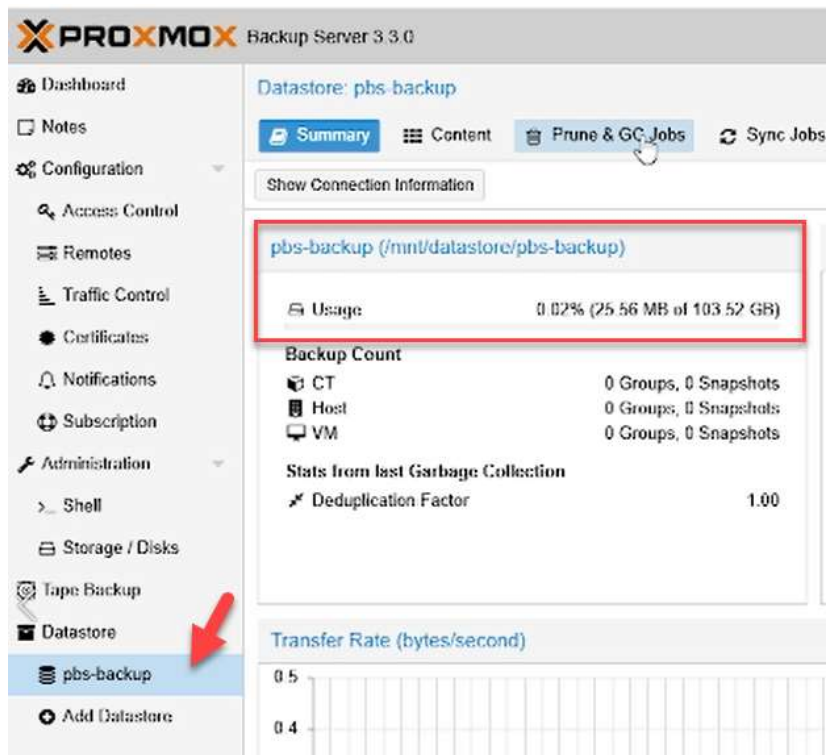 PROXMOX Backup Server 3.3.0
Dashboard
Notes
Configuration
Access Control
Remotes
Traffic Control
Certificates
Notifications
Subscription
Administration
Shell
Storage / Disks
Tape Backup
Datastore
pbs-backup
Add Datastore
Datastore: pbs-backup
Summary Content Prune & GC Jobs Sync Jobs
Show Connection Information
pbs-backup (/mnt/datastore/pbs-backup)
Usage 0.02% (25.56 MB of 103.52 GB)
Backup Count
CT 0 Groups, 0 Snapshots
Host 0 Groups, 0 Snapshots
VM 0 Groups, 0 Snapshots
Stats from last Garbage Collection
Deduplication Factor 1.00
Transfer Rate (bytes/second)
0.5
0.4